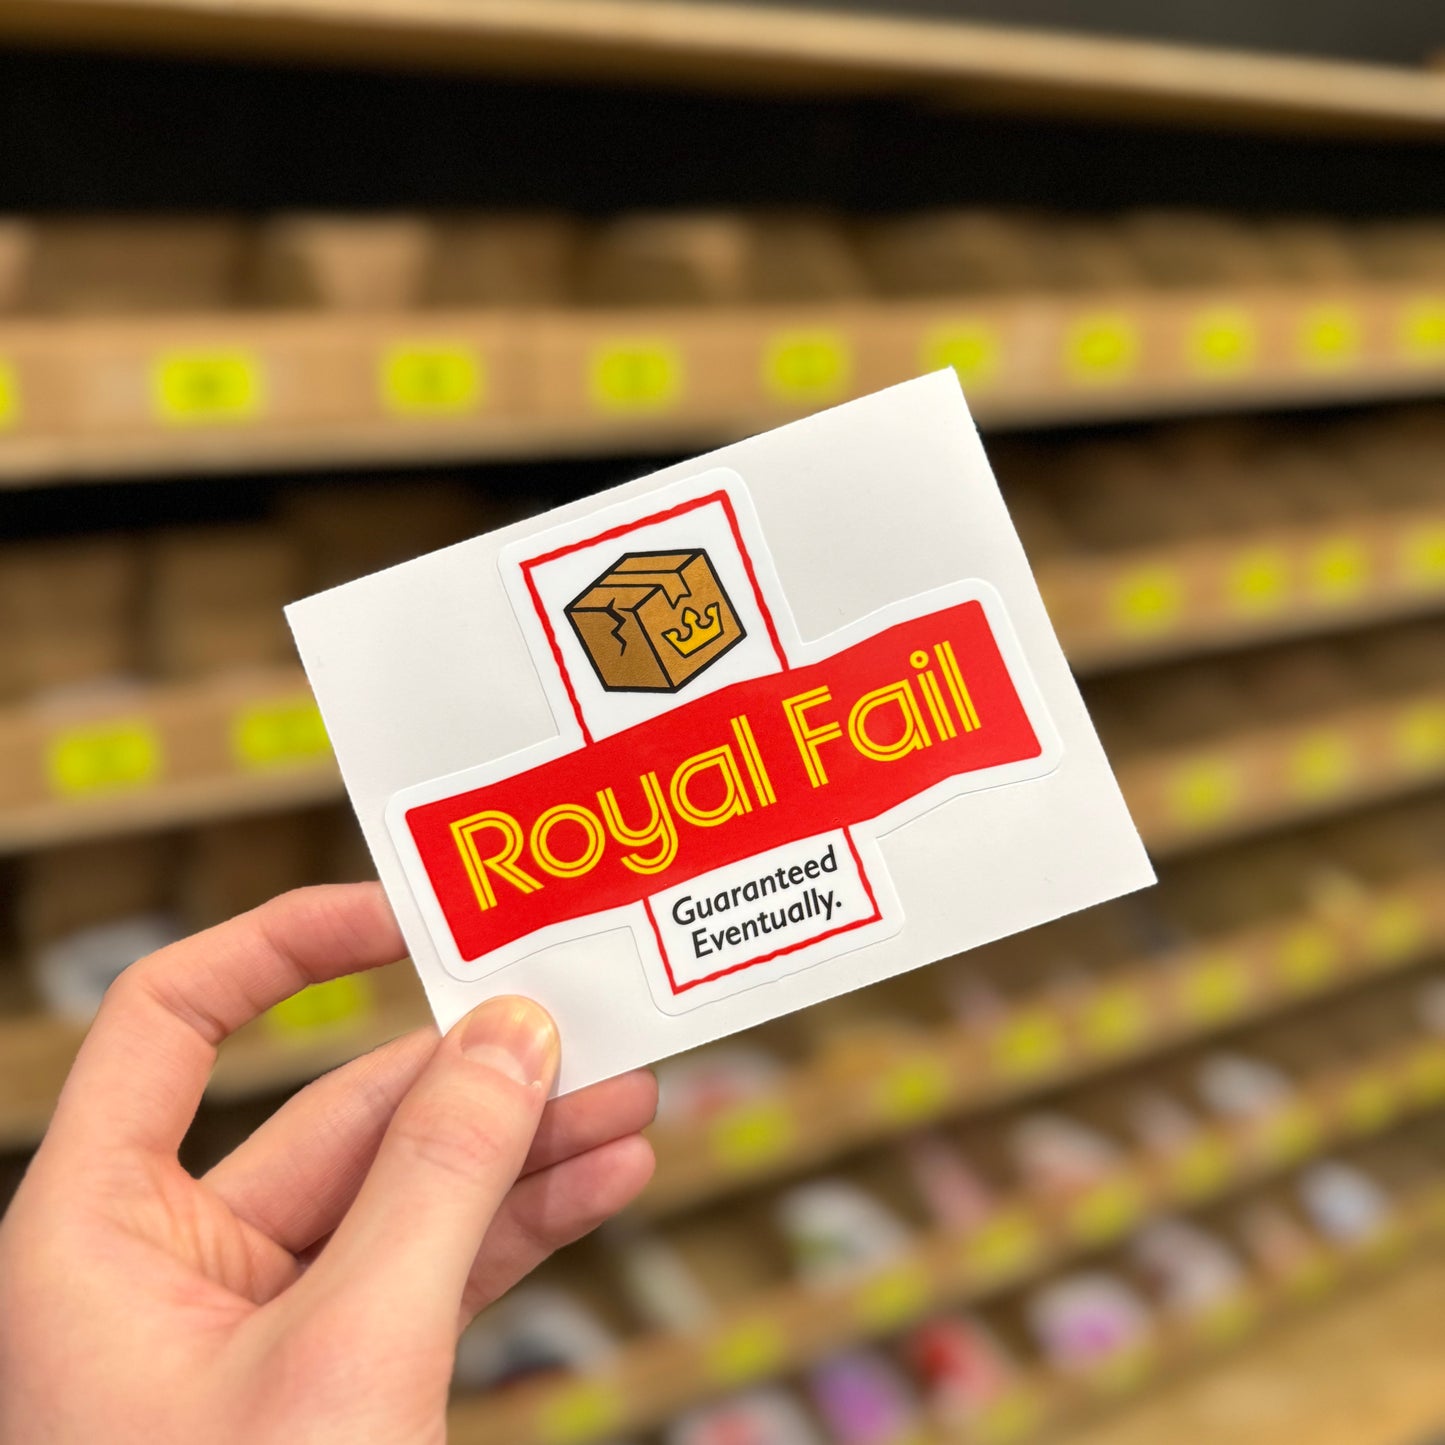 Royal Fail
Guaranteed
Eventually.